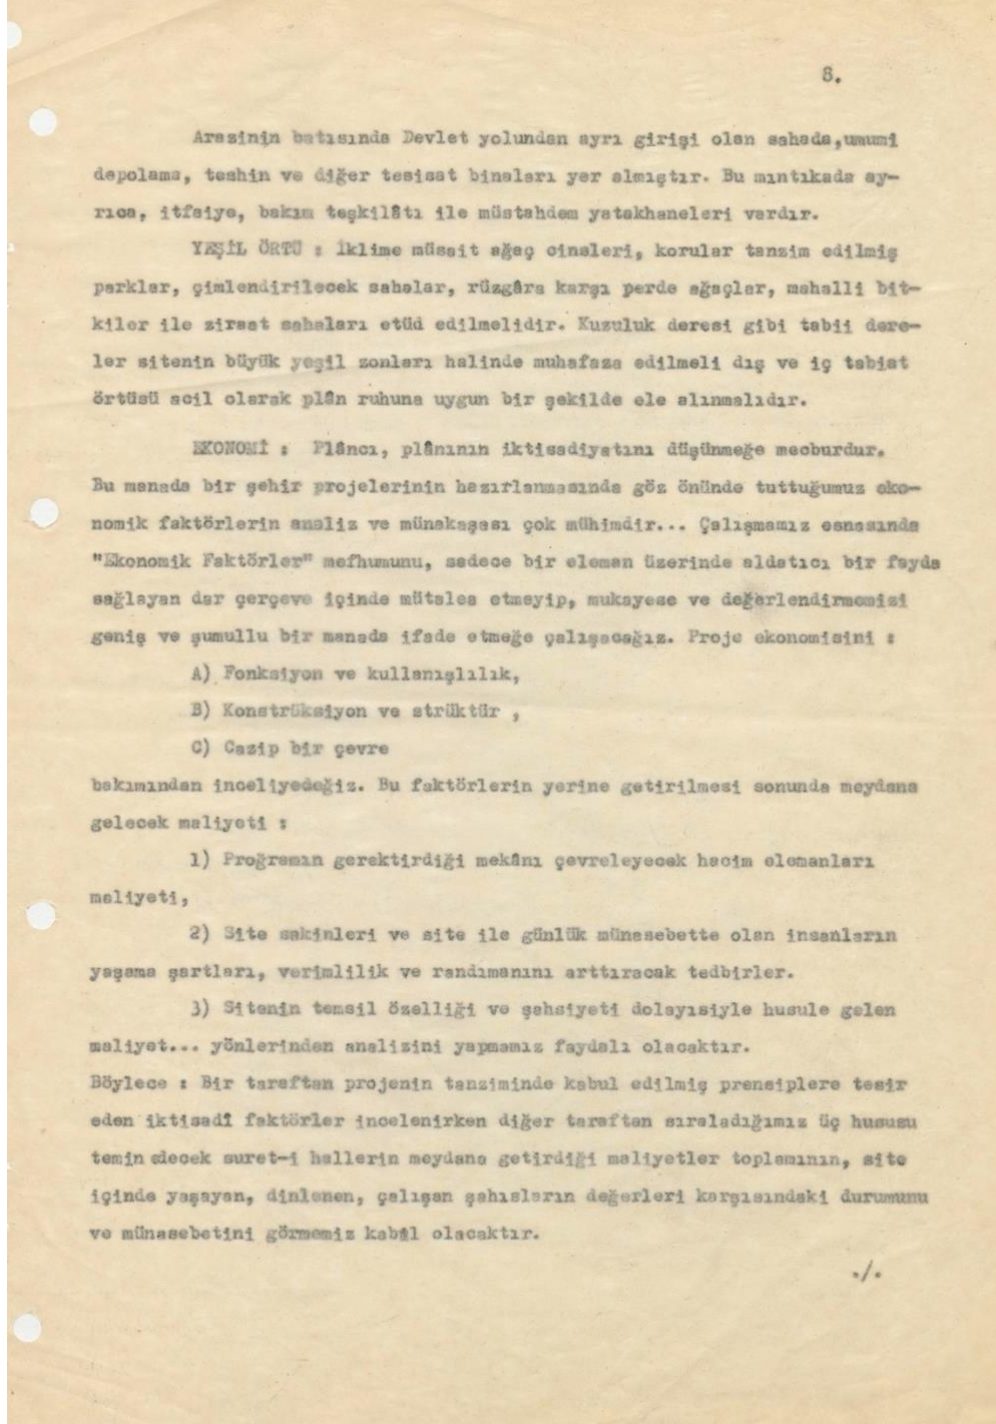 8.
Arazinin batısında Devlet yolundan ayrı girişi olan sahada,umumi
depolama, teshin ve diğer tesisat binaları yer almıştır. Bu mıntıkada ay-
rıca, itfaiye, bakım teşkilâtı ile müstahdem yatakhaneleri vardır.
YEŞİL ÖRTÜ : İklime müsait ağaç cinsleri, korular tanzim edilmiş
parklar, çimlendirilecek sahalar, rüzgâra karşı perde ağaçlar, mahalli bit-
kiler ile ziraat sahaları etüd edilmelidir. Kuzuluk deresi gibi tabii dere-
ler sitenin büyük yeşil zonları halinde muhafaza edilmeli dış ve iç tabiat
örtüsü acil olarak plân ruhuna uygun bir şekilde ele alınmalıdır.
EKONOMİ : Plâncı, plânının iktisadiyatını düşünmeğe mecburdur.
Bu manada bir şehir projelerinin hazırlanmasında göz önünde tuttuğumuz eko-
nomik faktörlerin analiz ve münakaşası çok mühimdir... Çalışmamız esnasında
"Ekonomik Faktörler" mefhumunu, sadece bir eleman üzerinde aldatıcı bir fayda
sağlayan dar çerçeve içinde mütalea etmeyip, mukayese ve değerlendirmemizi
geniş ve şumullu bir manada ifade etmeğe çalışacağız. Proje ekonomisini :
A) Fonksiyon ve kullanışlılık,
B) Konstrüksiyon ve strüktür ,
C) Cazip bir çevre
bakımından inceliyedeğiz. Bu faktörlerin yerine getirilmesi sonunda meydana
gelecek maliyeti :
1) Proğramın gerektirdiği mekânı çevreleyecek hacim elemanları
maliyeti,
2) Site sakinleri ve site ile günlük münasebette olan insanların
yaşama şartları, verimlilik ve randımanını arttıracak tedbirler.
3) Sitenin temsil özelliği ve şahsiyeti dolayısiyle husule gelen
maliyet... yönlerinden analizini yapmamız faydalı olacaktır.
Böylece : Bir taraftan projenin tanziminde kabul edilmiş prensiplere tesir
eden iktisadî faktörler incelenirken diğer taraftan sıraladığımız üç hususu
temin edecek suret-i hallerin meydana getirdiği maliyetler toplamının, site
içinde yaşayan, dinlenen, çalışan şahısların değerleri karşısındaki durumunu
ve münasebetini görmemiz kabil olacaktır.
./.